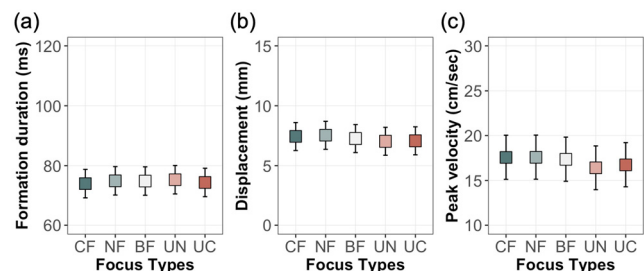 (a)
Formation duration (ms)
120
100
80
60
CF NF BF UN UC
Focus Types
(b)
Displacement (mm)
15
10
5
0
CF NF BF UN UC
Focus Types
(c)
Peak velocity (cm/sec)
30
25
20
15
10
CF NF BF UN UC
Focus Types